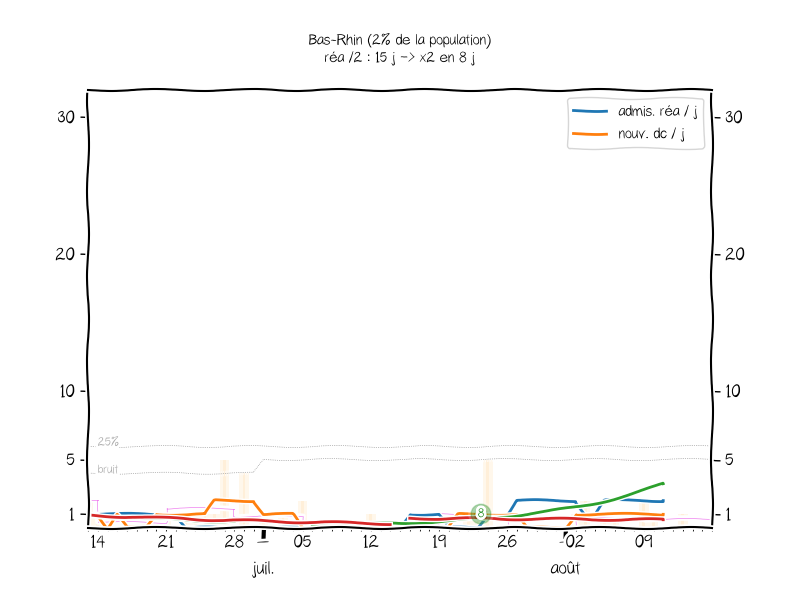 Bas-Rhin (2% de la population)
réa /2 : 15 j -> x2 en 8 j
admis. réa / j
nouv. dc / j
30
30
20
20
10
10
25%
5
5
bruit
1
1
8
14 21 28 05 12 19 26 02 09
juil. août